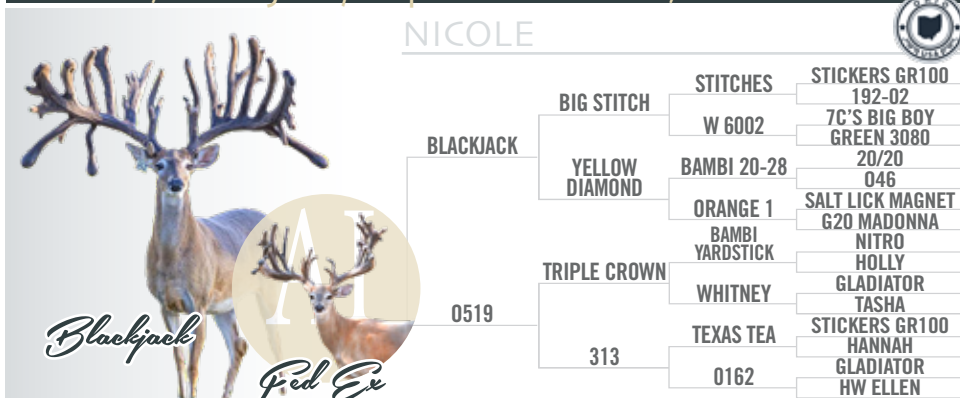 NICOLE
OHIO
STICKERS GR100
STITCHES
192-02
BIG STITCH
7C'S BIG BOY
W 6002
GREEN 3080
BLACKJACK
20/20
BAMBI 20-28
046
YELLOW
DIAMOND
SALT LICK MAGNET
ORANGE 1
G20 MADONNA
BAMBI
YARDSTICK
NITRO
HOLLY
TRIPLE CROWN
GLADIATOR
WHITNEY
TASHA
0519
STICKERS GR100
TEXAS TEA
HANNAH
313
GLADIATOR
0162
HW ELLEN
AI
Blackjack
Fed Ex